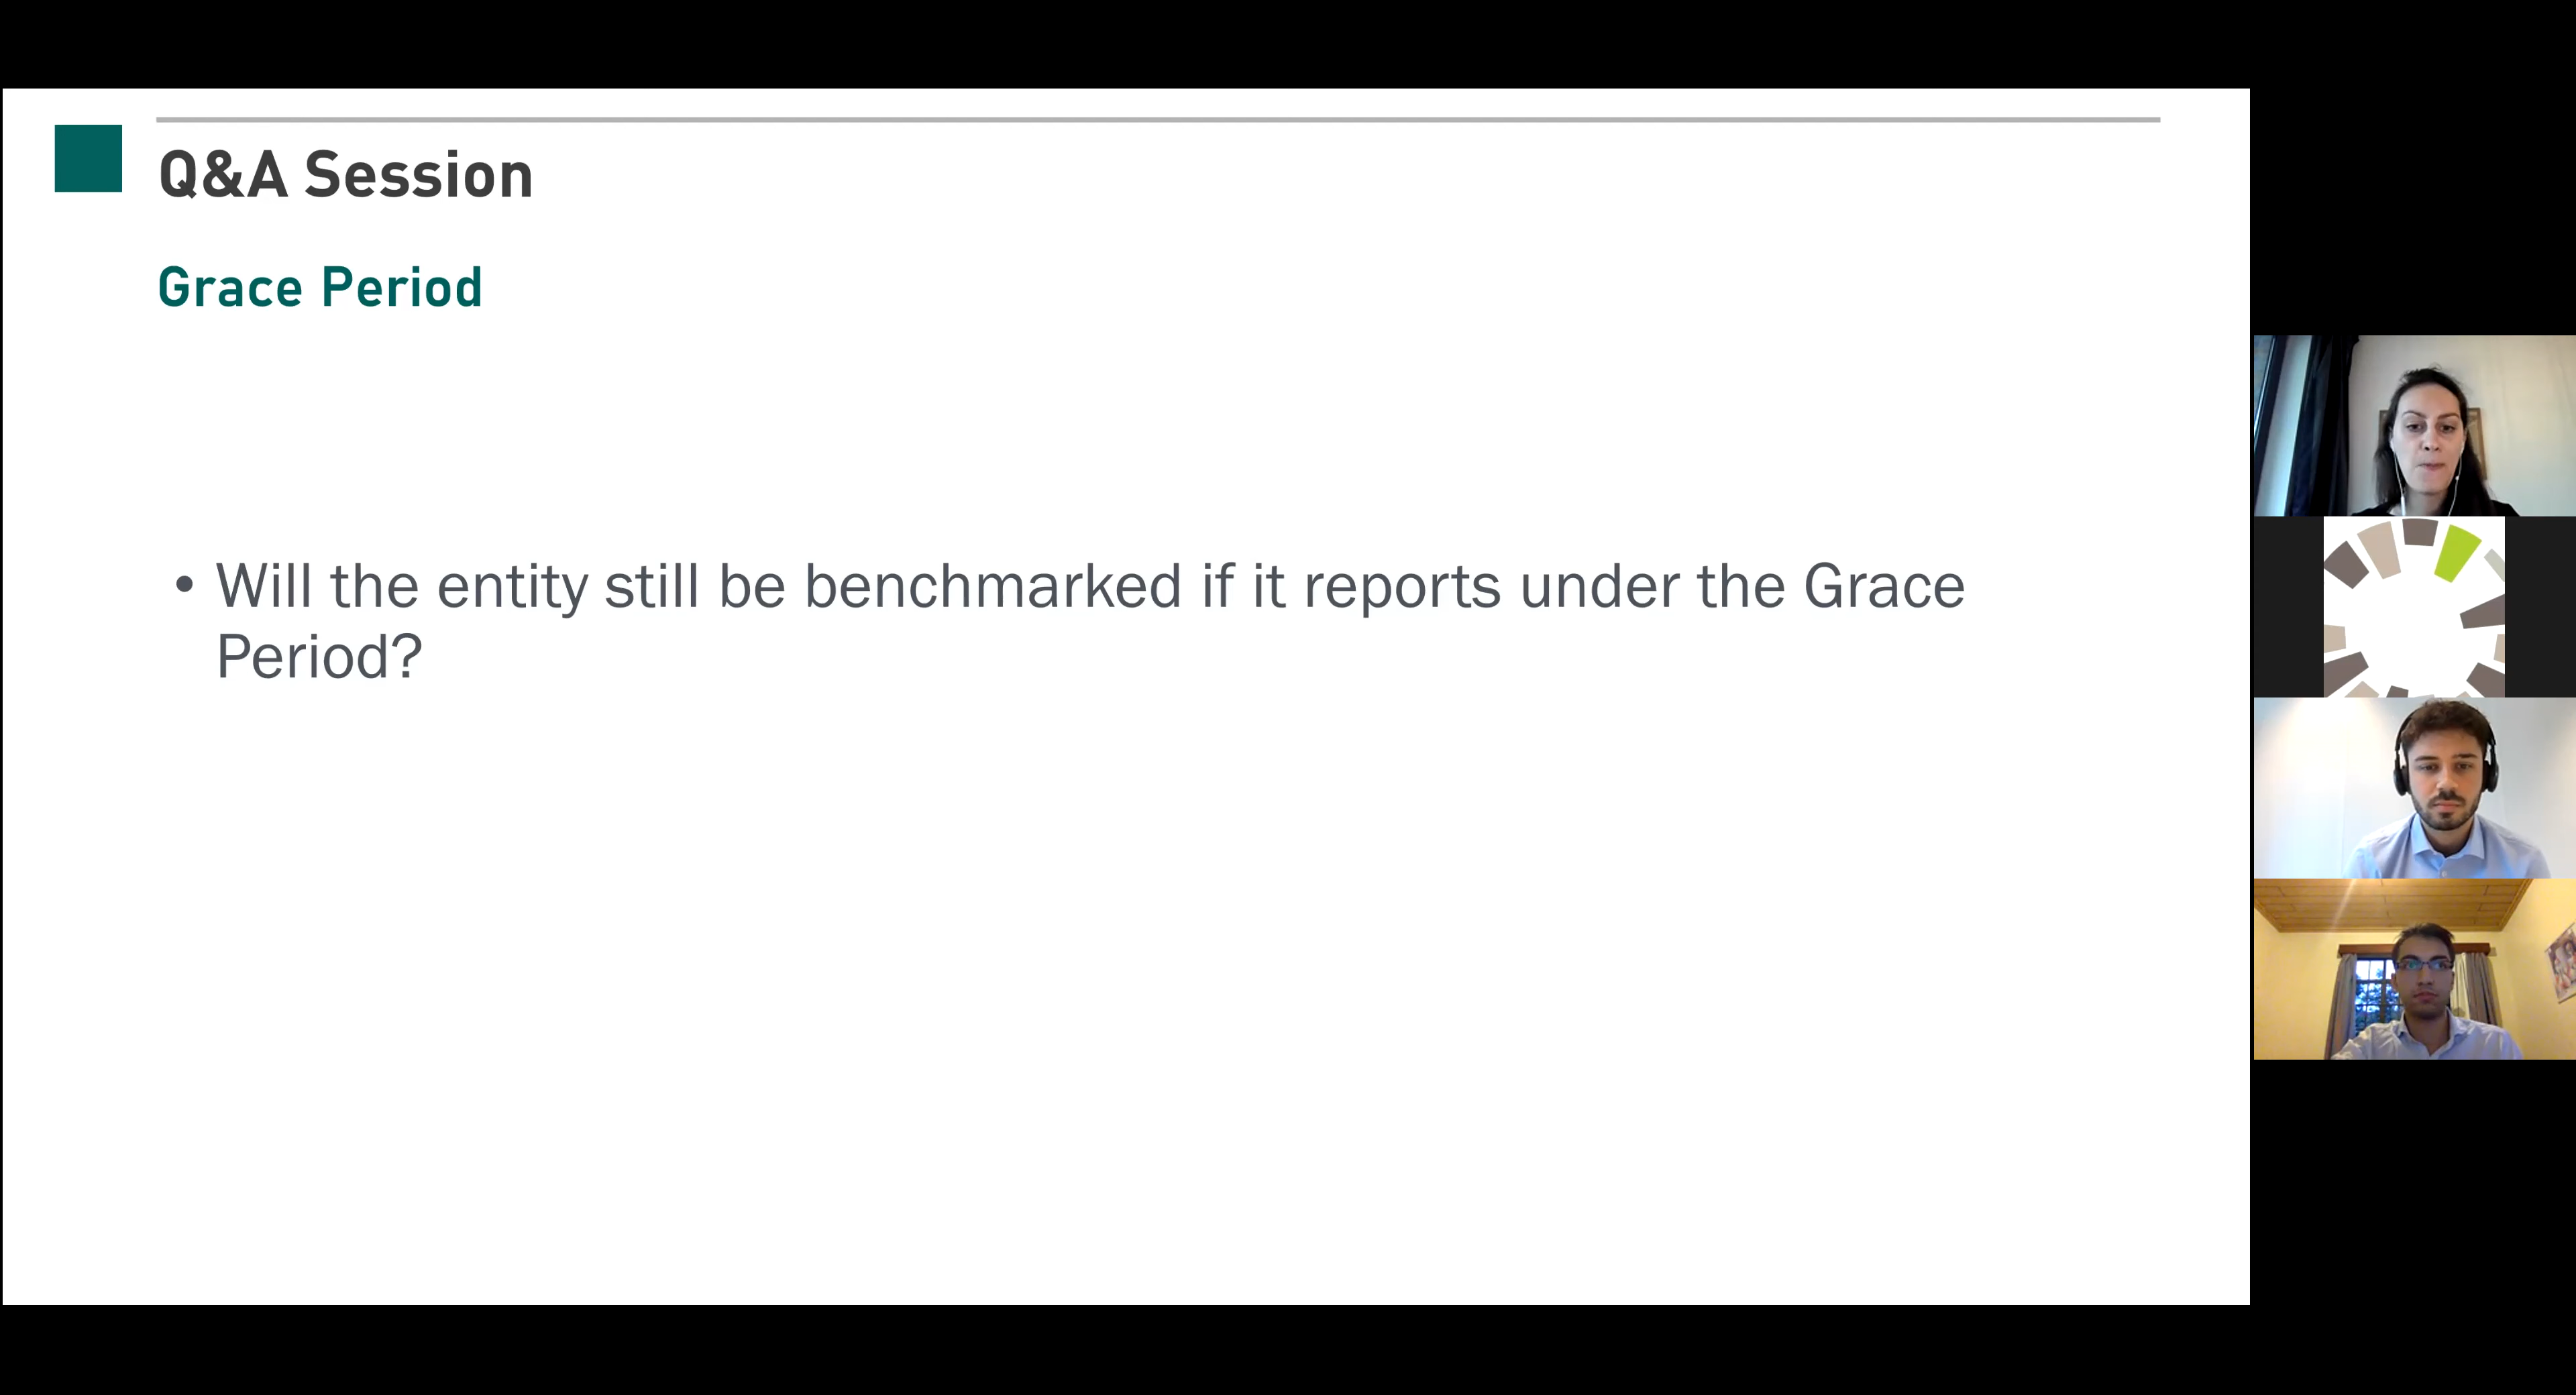 Q&A Session
Grace Period
• Will the entity still be benchmarked if it reports under the Grace
Period?